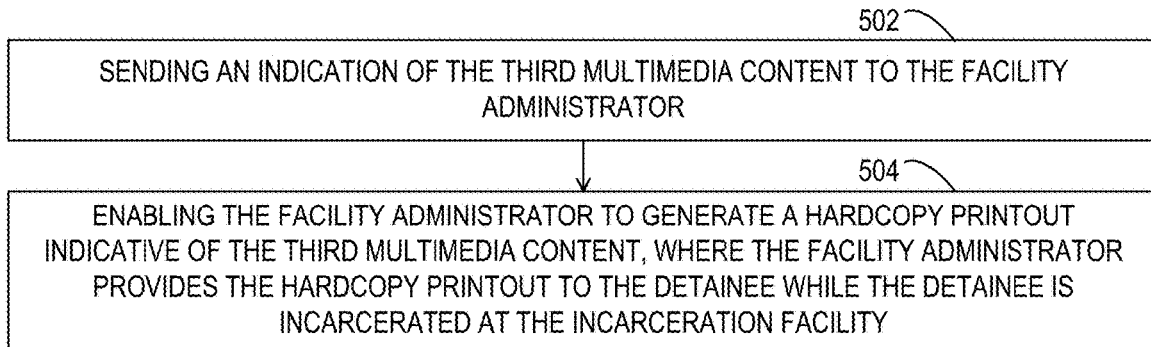 502
SENDING AN INDICATION OF THE THIRD MULTIMEDIA CONTENT TO THE FACILITY
ADMINISTRATOR
504
ENABLING THE FACILITY ADMINISTRATOR TO GENERATE A HARDCOPY PRINTOUT
INDICATIVE OF THE THIRD MULTIMEDIA CONTENT, WHERE THE FACILITY ADMINISTRATOR
PROVIDES THE HARDCOPY PRINTOUT TO THE DETAINEE WHILE THE DETAINEE IS
INCARCERATED AT THE INCARCERATION FACILITY